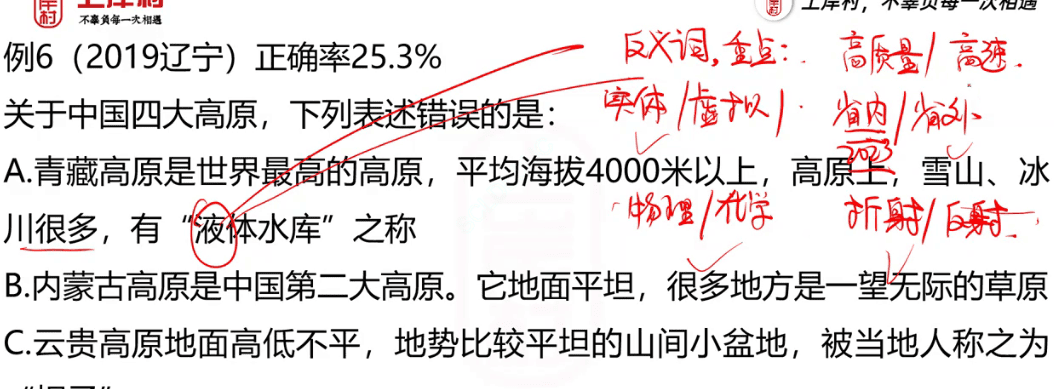 上岸村
不辜负每一次相遇
上岸村，不辜负每一次相遇
例6（2019辽宁）正确率25.3%
反义词，重点：高质量/高速.
关于中国四大高原，下列表述错误的是：
实体/虚拟/.
省内/省外
2023
A.青藏高原是世界最高的高原，平均海拔4000米以上，高原上，雪山、冰
川很多，有“液体水库”之称
物理/化学
折射/反射.
B.内蒙古高原是中国第二大高原。它地面平坦，很多地方是一望无际的草原
C.云贵高原地面高低不平，地势比较平坦的山间小盆地，被当地人称之为